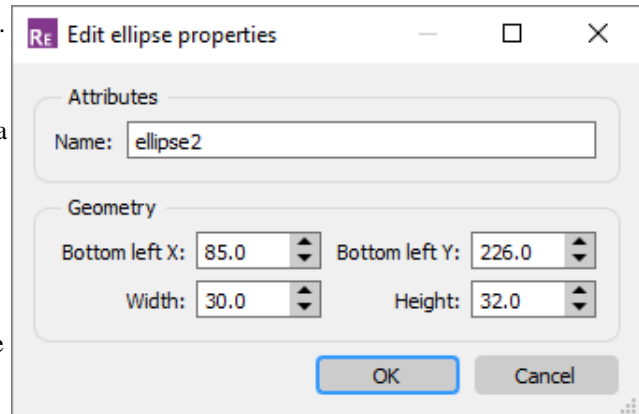 .
RE Edit ellipse properties
Attributes
a
Name: ellipse2
Geometry
Bottom left X: 85.0 Bottom left Y: 226.0
Width: 30.0 Height: 32.0
e
OK Cancel